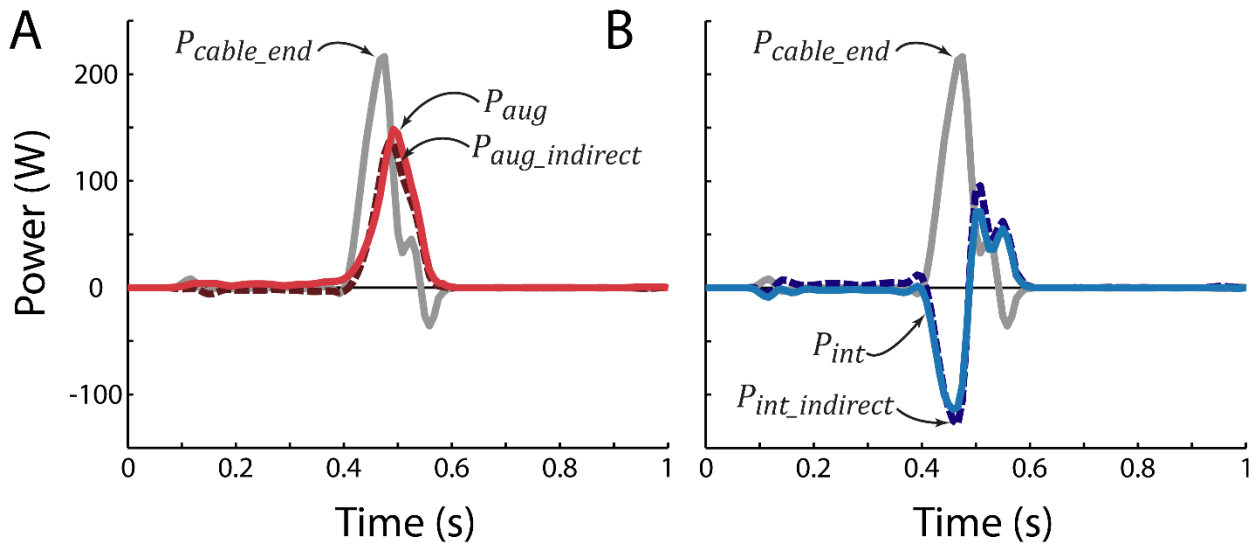 A
P_cable_end
P_aug
P_aug_indirect
Power (W)
200
100
0
-100
0
0.2
0.4
0.6
0.8
1
Time (s)
B
P_cable_end
P_int
P_int_indirect
0
0.2
0.4
0.6
0.8
1
Time (s)